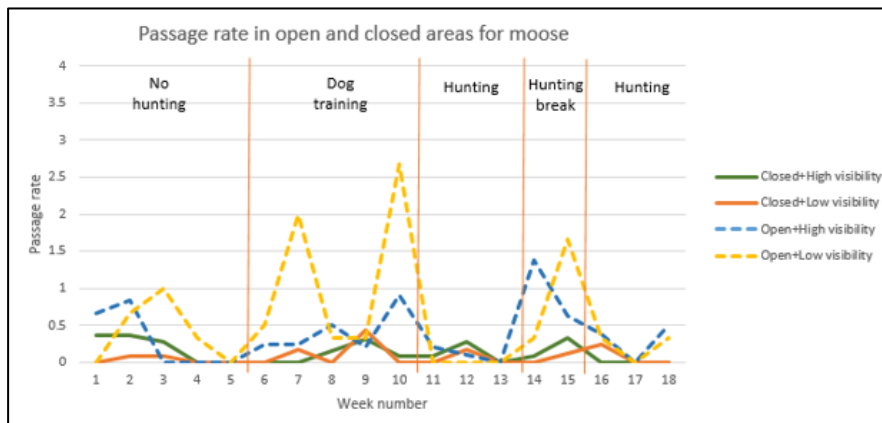 Passage rate in open and closed areas for moose
No
hunting
Dog
training
Hunting
Hunting
break
Hunting
4
3.5
3
2.5
2
1.5
1
0.5
0
Passage rate
1 2 3 4 5 6 7 8 9 10 11 12 13 14 15 16 17 18
Week number
Closed+High visibility
Closed+Low visibility
Open+High visibility
Open+Low visibility